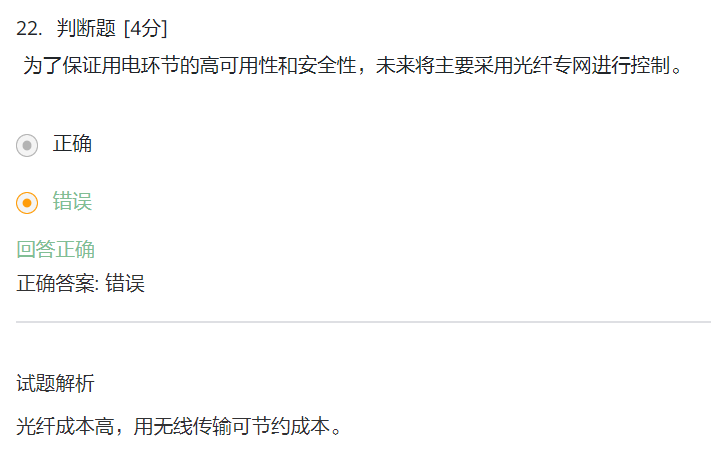 22. 判断题 [4分]
为了保证用电环节的高可用性和安全性，未来将主要采用光纤专网进行控制。
正确
错误
回答正确
正确答案: 错误
试题解析
光纤成本高，用无线传输可节约成本。